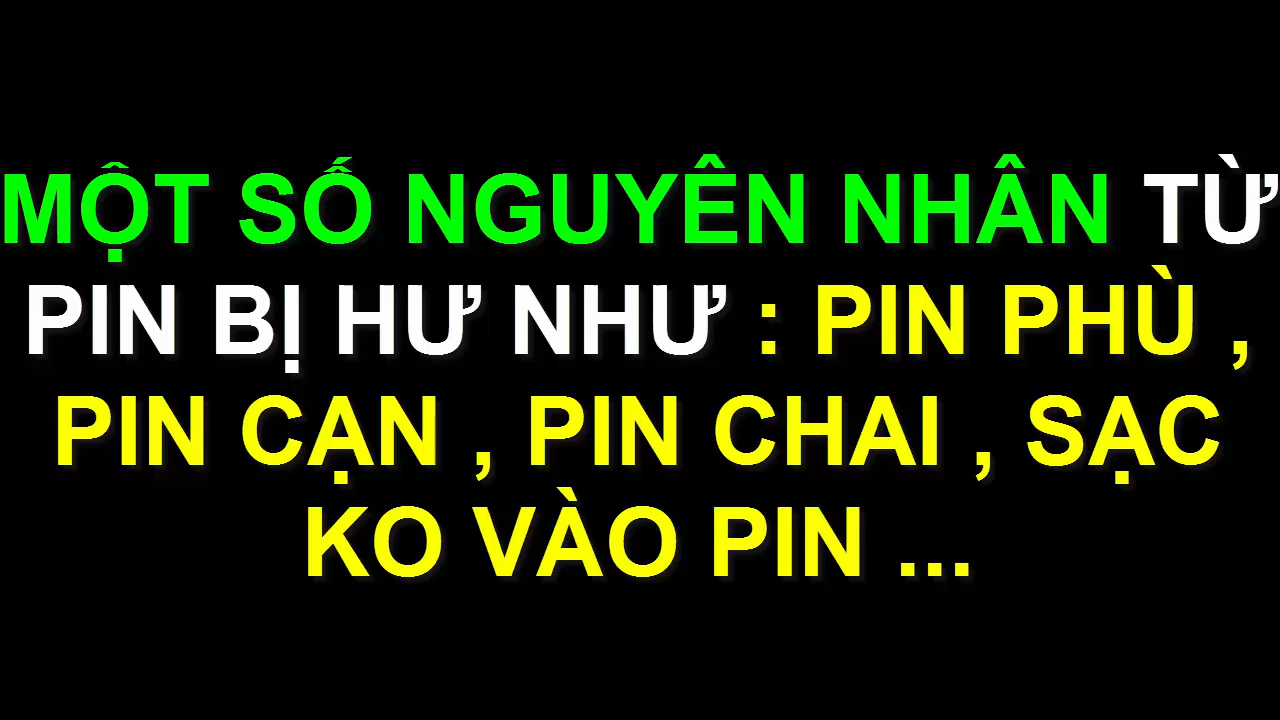 MỘT SỐ NGUYÊN NHÂN TỪ
PIN BỊ HƯ NHƯ : PIN PHÙ ,
PIN CẠN , PIN CHAI , SẠC
KO VÀO PIN ...